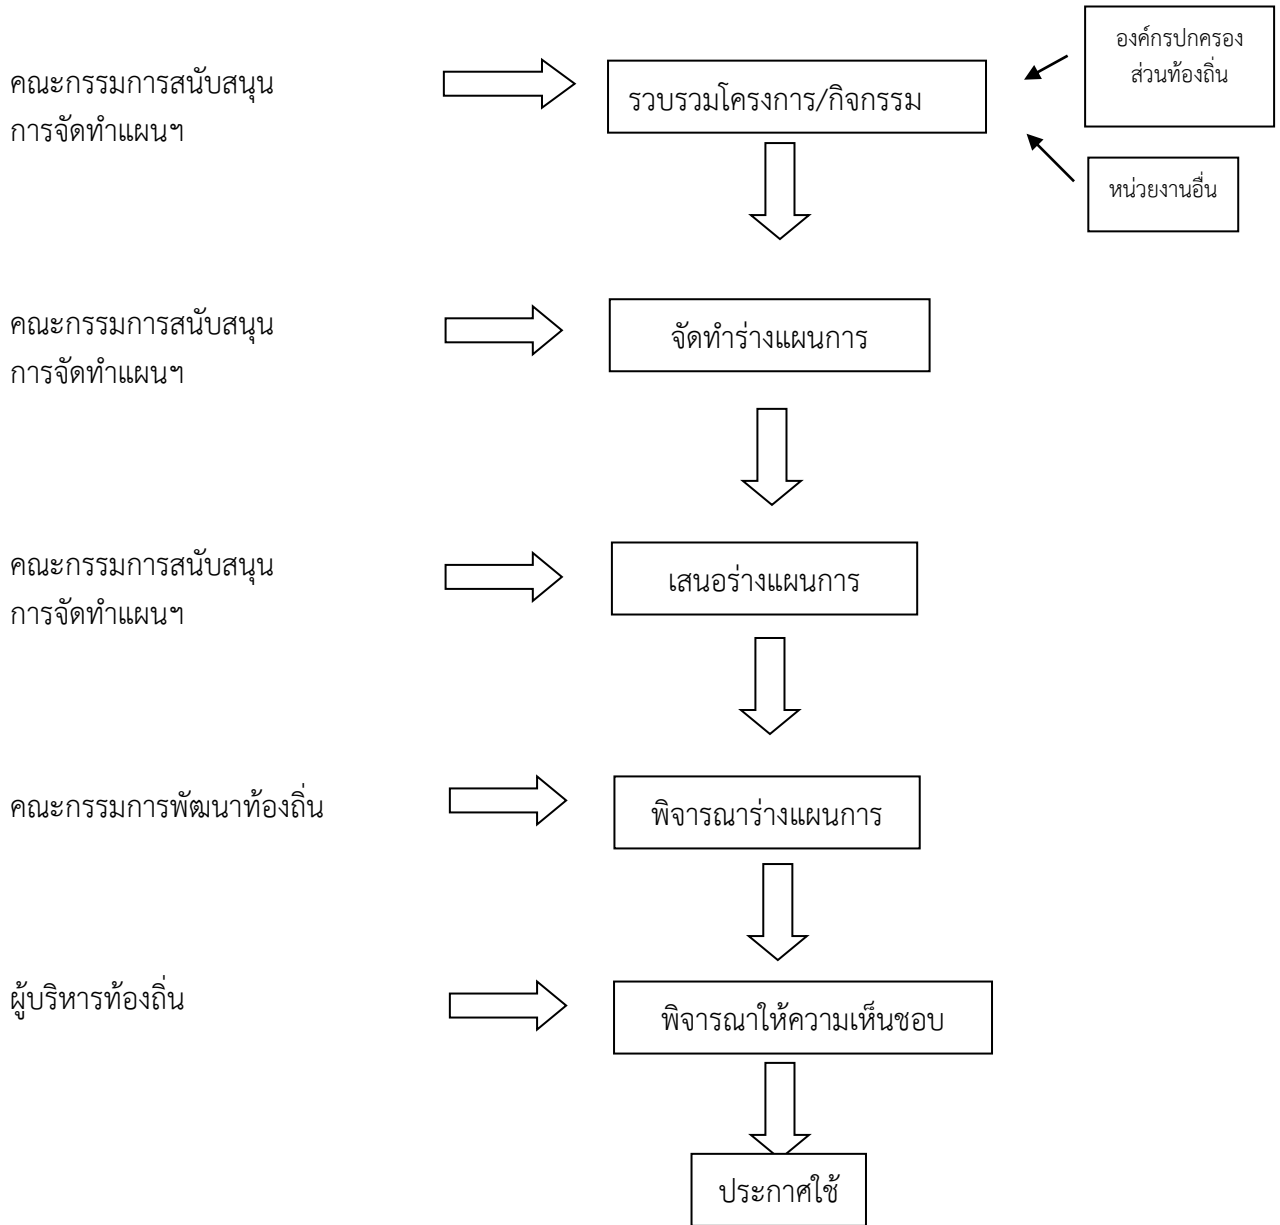 องค์กรปกครอง
ส่วนท้องถิ่น
คณะกรรมการสนับสนุน
การจัดทำแผนฯ
รวบรวมโครงการ/กิจกรรม
หน่วยงานอื่น
คณะกรรมการสนับสนุน
การจัดทำแผนฯ
จัดทำร่างแผนการ
คณะกรรมการสนับสนุน
การจัดทำแผนฯ
เสนอร่างแผนการ
คณะกรรมการพัฒนาท้องถิ่น
พิจารณาร่างแผนการ
ผู้บริหารท้องถิ่น
พิจารณาให้ความเห็นชอบ
ประกาศใช้